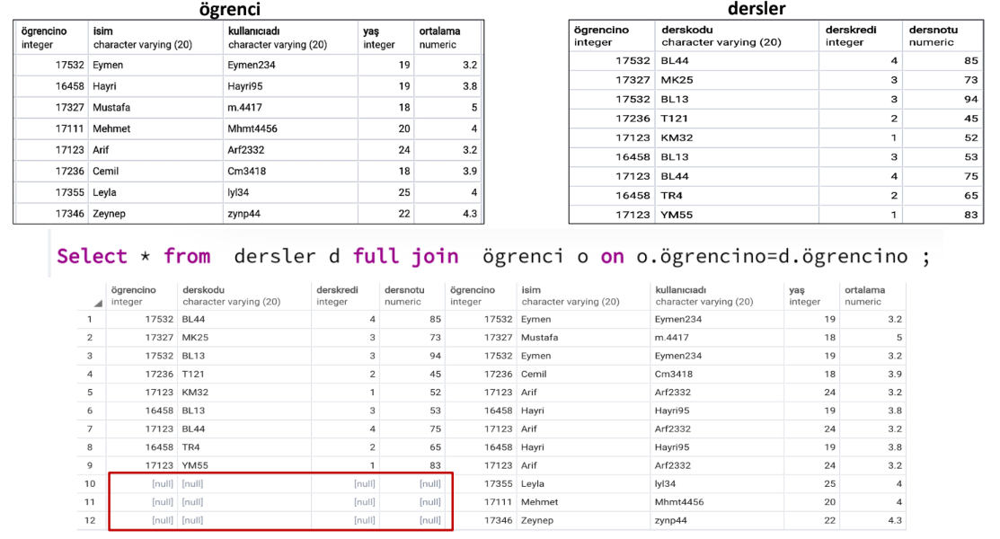 ögrenci
ögrencino isim kullanıcıadı yaş ortalama
integer character varying (20) character varying (20) integer numeric
17532 Eymen Eymen234 19 3.2
16458 Hayri Hayri95 19 3.8
17327 Mustafa m.4417 18 5
17111 Mehmet Mhmt4456 20 4
17123 Arif Arf2332 24 3.2
17236 Cemil Cm3418 18 3.9
17355 Leyla lyl34 25 4
17346 Zeynep zynp44 22 4.3
dersler
ögrencino derskodu derskredi dersnotu
integer character varying (20) integer numeric
17532 BL44 4 85
17327 MK25 3 73
17532 BL13 3 94
17236 T121 2 45
17123 KM32 1 52
16458 BL13 3 53
17123 BL44 4 75
16458 TR4 2 65
17123 YM55 1 83
Select * from dersler d full join ögrenci o on o.ögrencino=d.ögrencino ;
ögrencino derskodu derskredi dersnotu ögrencino isim kullanıcıadı yaş ortalama
integer character varying (20) integer numeric integer character varying (20) character varying (20) integer numeric
1 17532 BL44 4 85 17532 Eymen Eymen234 19 3.2
2 17327 MK25 3 73 17327 Mustafa m.4417 18 5
3 17532 BL13 3 94 17532 Eymen Eymen234 19 3.2
4 17236 T121 2 45 17236 Cemil Cm3418 18 3.9
5 17123 KM32 1 52 17123 Arif Arf2332 24 3.2
6 16458 BL13 3 53 16458 Hayri Hayri95 19 3.8
7 17123 BL44 4 75 17123 Arif Arf2332 24 3.2
8 16458 TR4 2 65 16458 Hayri Hayri95 19 3.8
9 17123 YM55 1 83 17123 Arif Arf2332 24 3.2
10 [null] [null] [null] [null] 17355 Leyla lyl34 25 4
11 [null] [null] [null] [null] 17111 Mehmet Mhmt4456 20 4
12 [null] [null] [null] [null] 17346 Zeynep zynp44 22 4.3